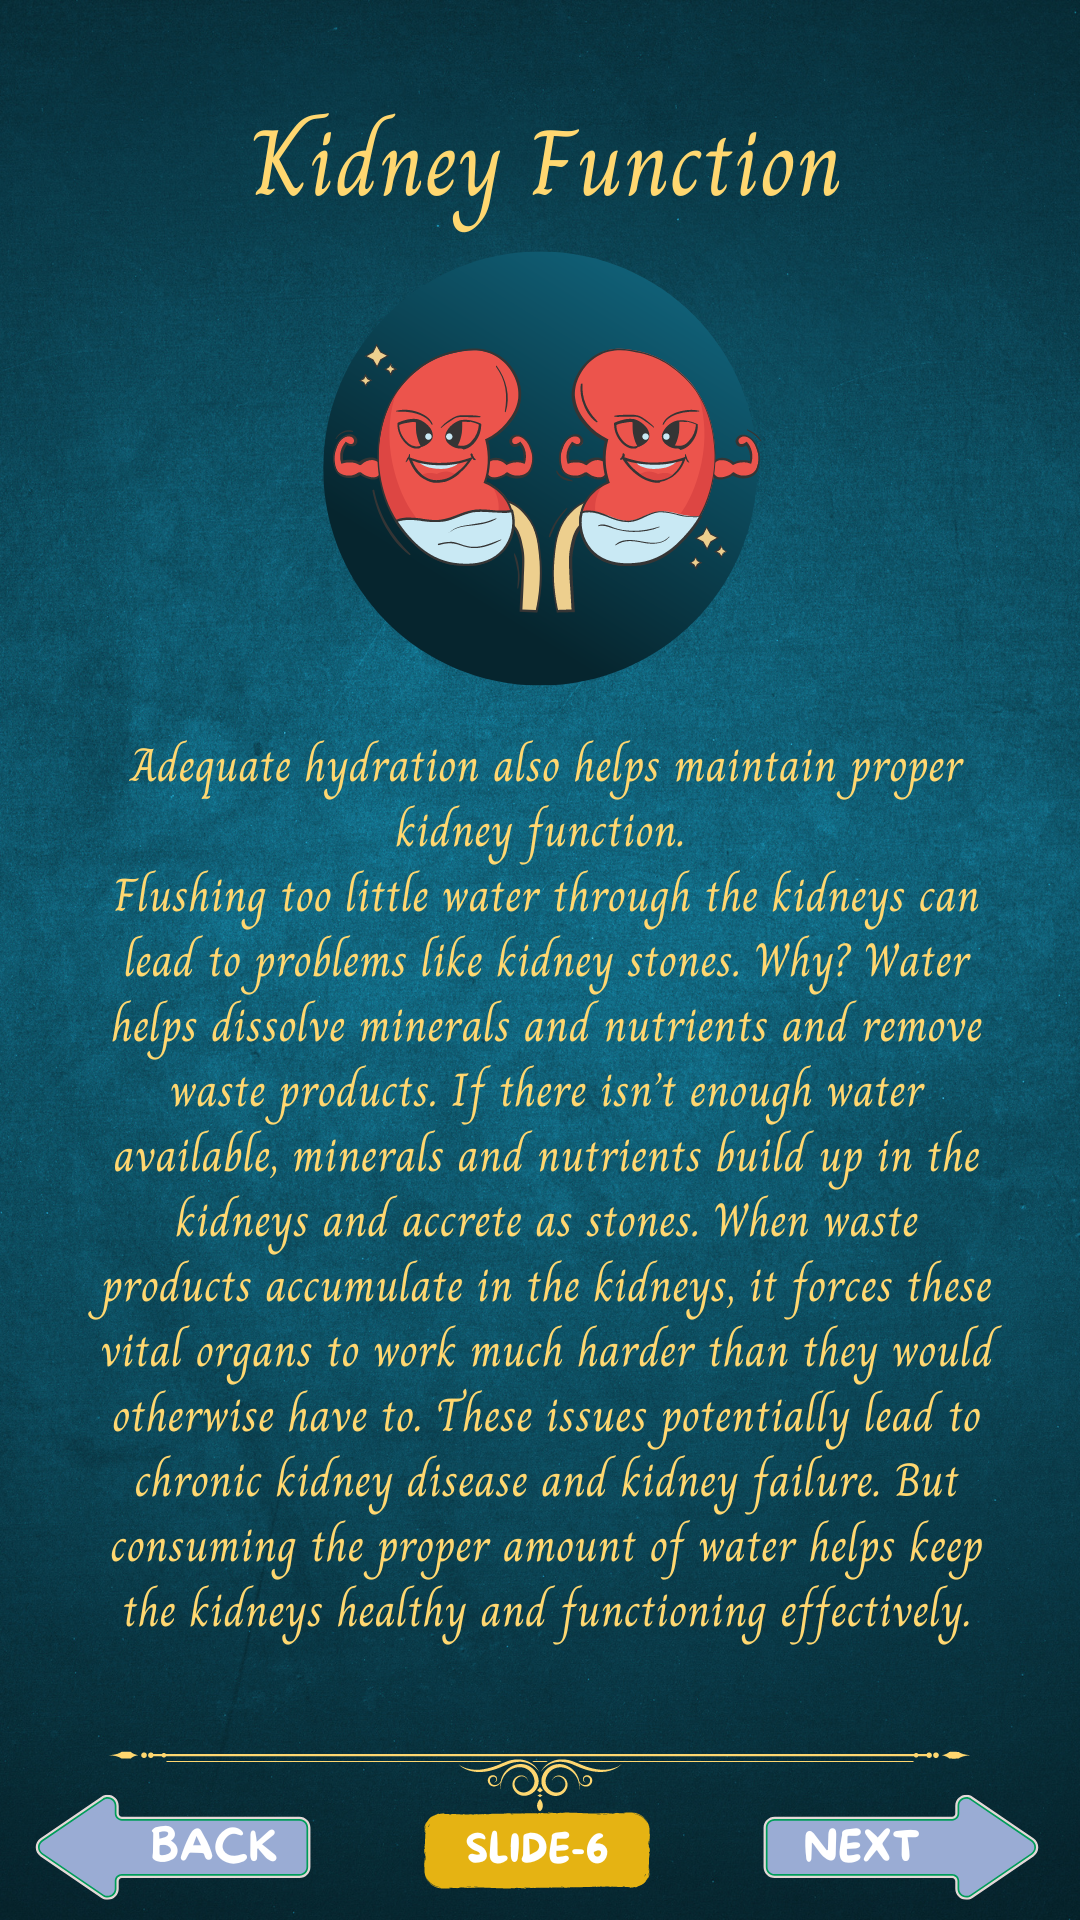 Kidney Function
Adequate hydration also helps maintain proper
kidney function.
Flushing too little water through the kidneys can
lead to problems like kidney stones. Why? Water
helps dissolve minerals and nutrients and remove
waste products. If there isn’t enough water
available, minerals and nutrients build up in the
kidneys and accrete as stones. When waste
products accumulate in the kidneys, it forces these
vital organs to work much harder than they would
otherwise have to. These issues potentially lead to
chronic kidney disease and kidney failure. But
consuming the proper amount of water helps keep
the kidneys healthy and functioning effectively.
BACK
SLIDE-6
NEXT